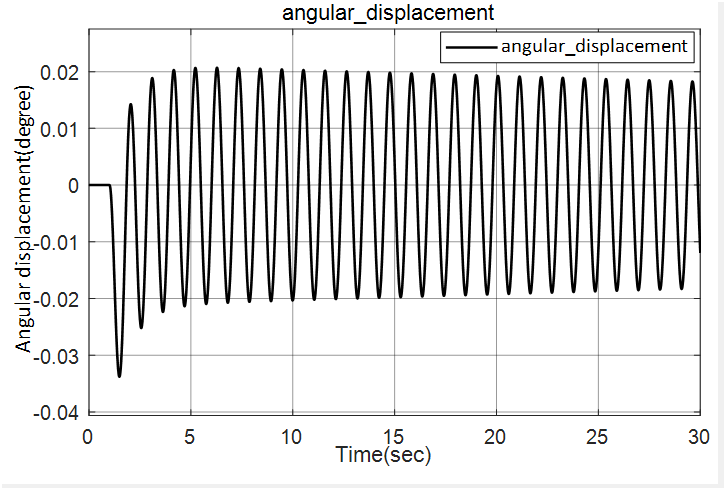 angular_displacement
angular_displacement
Angular displacement(degree)
0.02
0.01
0
-0.01
-0.02
-0.03
-0.04
0 5 10 15 20 25 30
Time(sec)